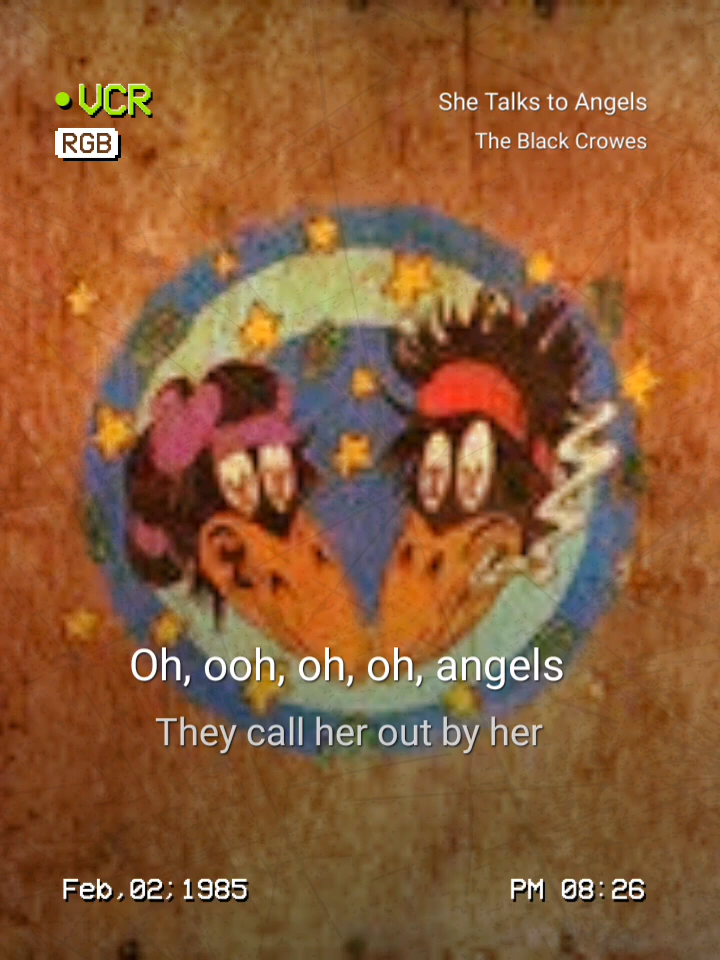 VCR
RGB
She Talks to Angels
The Black Crowes
Oh, ooh, oh, oh, angels
They call her out by her
Feb,02;1985
PM 08:26